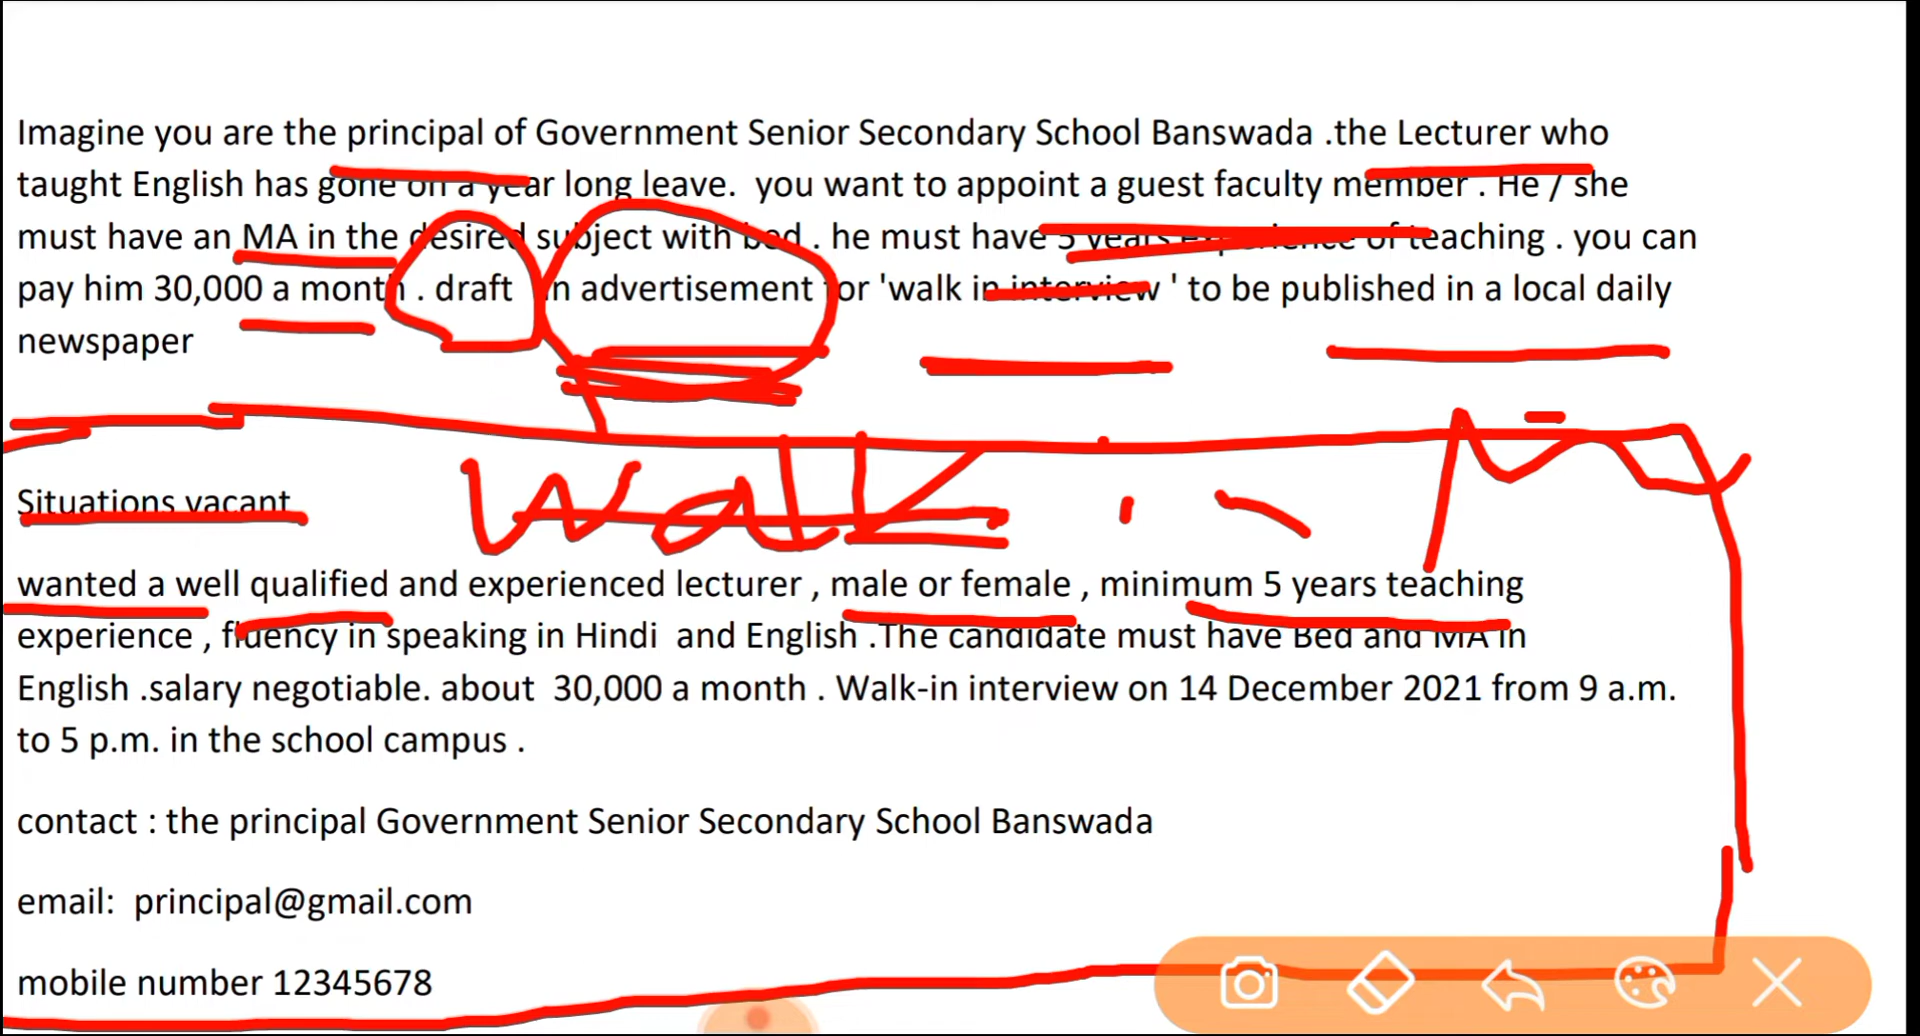 Imagine you are the principal of Government Senior Secondary School Banswada .the Lecturer who
taught English has gone on a year long leave. you want to appoint a guest faculty member . He / she
must have an MA in the desired subject with bed . he must have 5 years experience of teaching . you can
pay him 30,000 a month . draft an advertisement for 'walk in interview ' to be published in a local daily
newspaper
Situations vacant
Walk in
wanted a well qualified and experienced lecturer , male or female , minimum 5 years teaching
experience , fluency in speaking in Hindi and English .The candidate must have Bed and MA in
English .salary negotiable. about 30,000 a month . Walk-in interview on 14 December 2021 from 9 a.m.
to 5 p.m. in the school campus .
contact : the principal Government Senior Secondary School Banswada
email: principal@gmail.com
mobile number 12345678